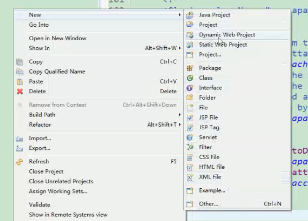 New
Go Into
Open in New Window
Show In Alt+Shift+W
Copy Ctrl+C
Copy Qualified Name
Paste Ctrl+V
Delete Delete
Remove from Context
Build Path
Refactor Alt+Shift+T
Import...
Export...
Refresh F5
Close Project
Close Unrelated Projects
Assign Working Sets...
Validate
Show in Remote Systems view
Java Project
Project
Dynamic Web Project
Static Web Project
Project...
Package
Class
Interface
Folder
File
JSP File
JSP Tag
Servlet
Filter
CSS File
HTML File
XML File
Example...
Other... Ctrl+N